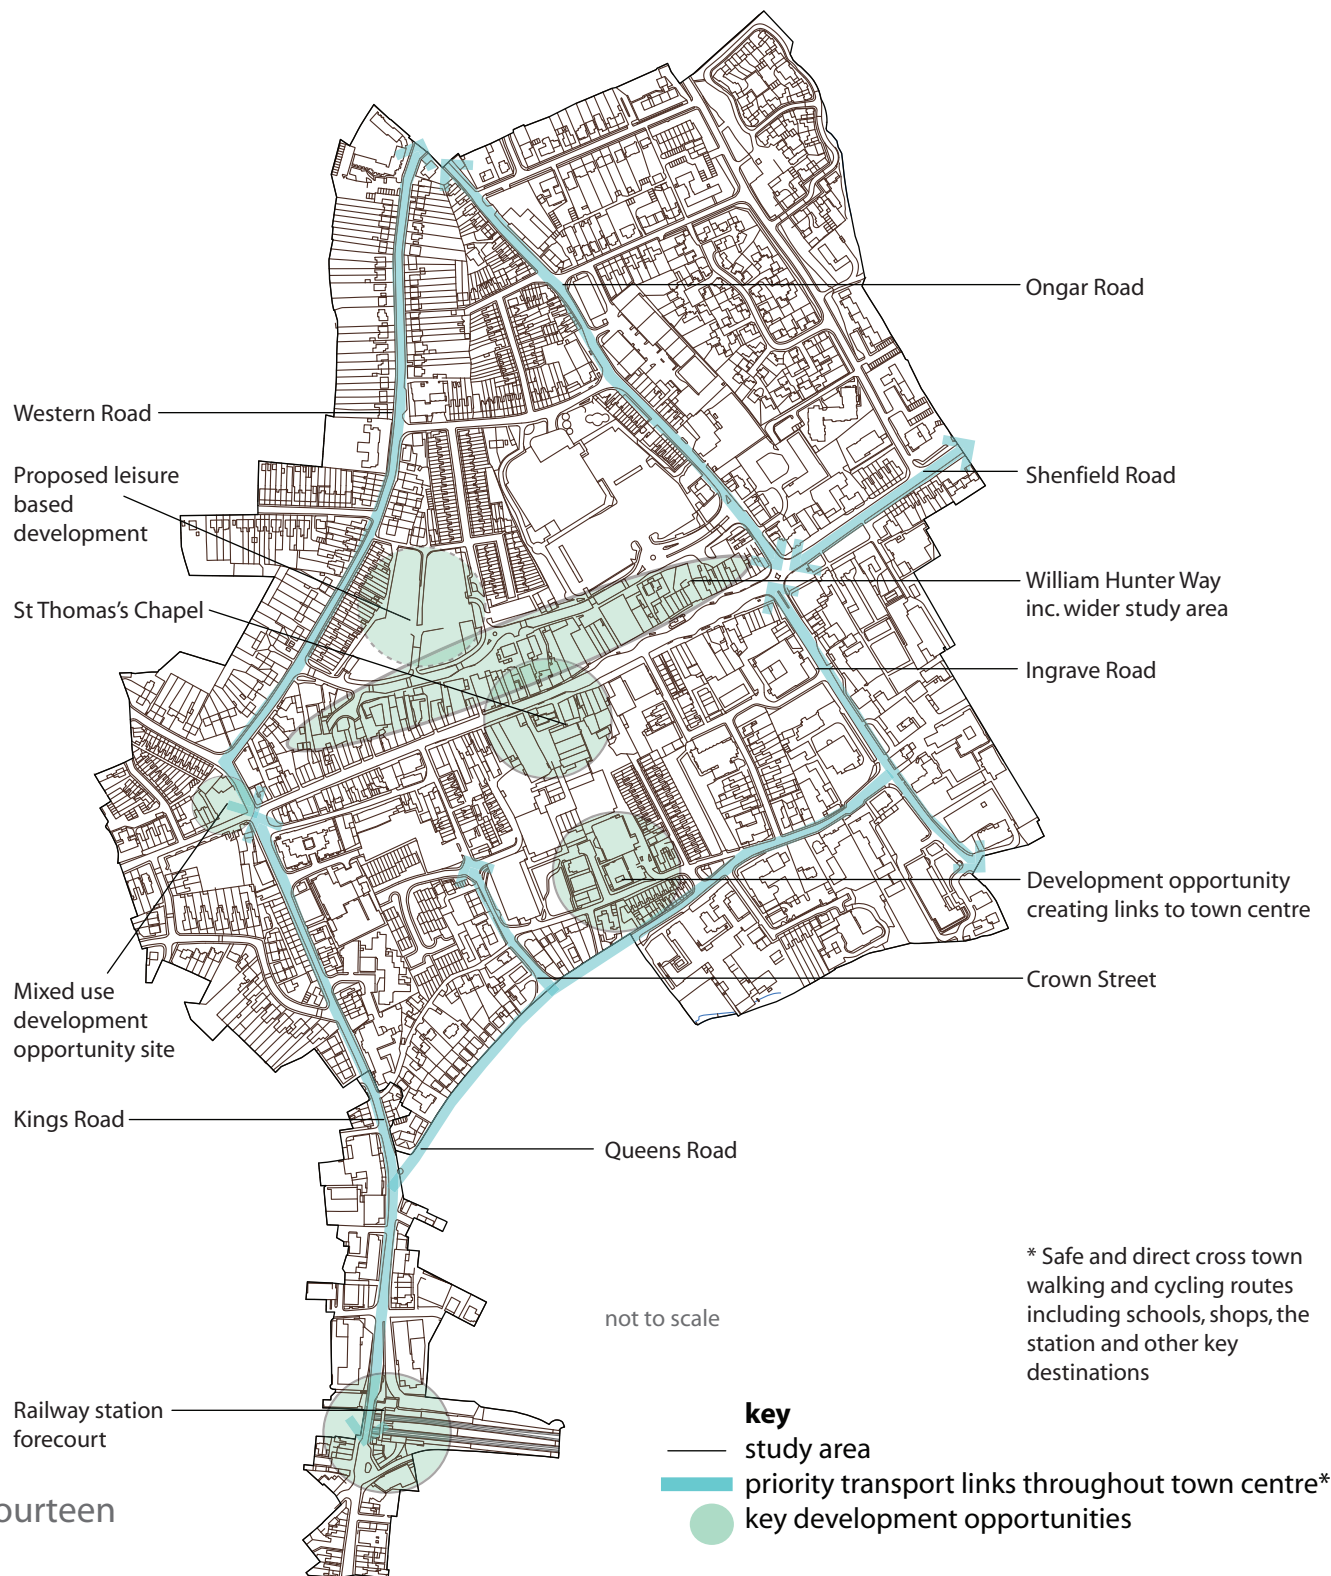 Ongar Road
Western Road
Proposed leisure
based
development
Shenfield Road
St Thomas's Chapel
William Hunter Way
inc. wider study area
Ingrave Road
Development opportunity
creating links to town centre
Crown Street
Mixed use
development
opportunity site
Kings Road
Queens Road
* Safe and direct cross town
walking and cycling routes
including schools, shops, the
station and other key
destinations
not to scale
Railway station
forecourt
key
study area
priority transport links throughout town centre*
key development opportunities
ourteen